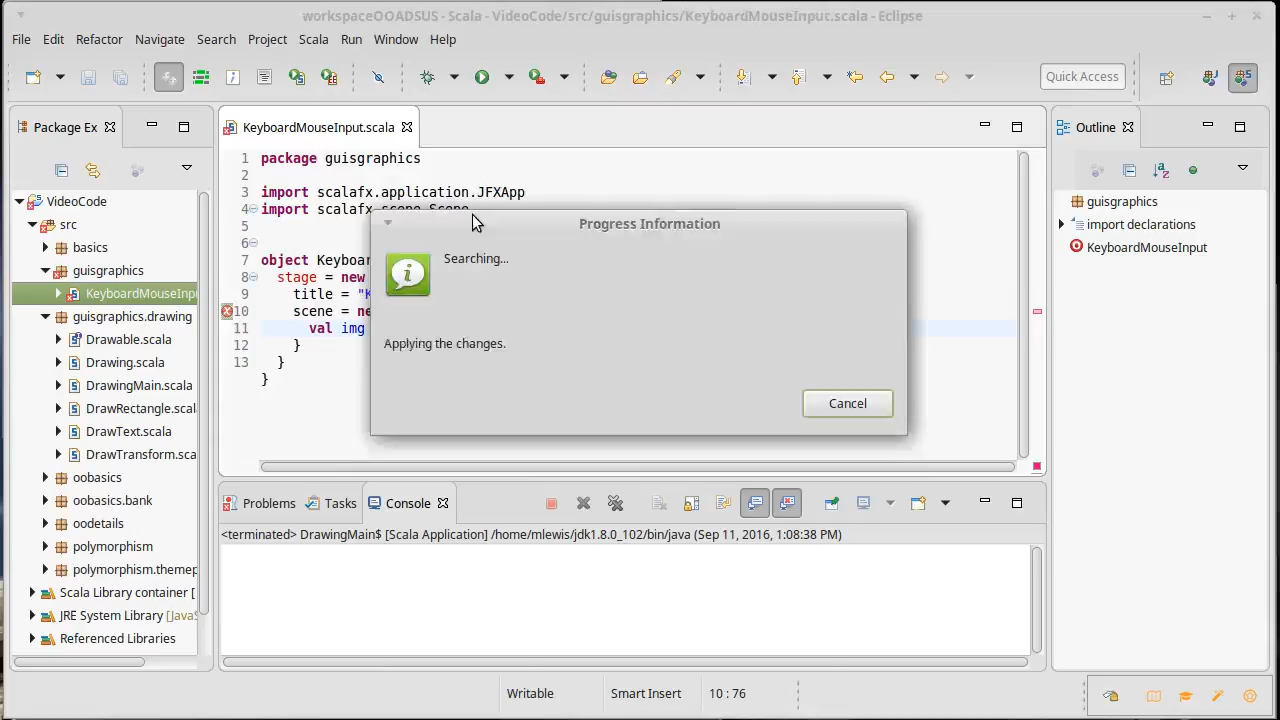 workspaceOOADSUS - Scala - VideoCode/src/guisgraphics/KeyboardMouseInput.scala - Eclipse
File Edit Refactor Navigate Search Project Scala Run Window Help
Quick Access
Package Ex
VideoCode
src
basics
guisgraphics
KeyboardMouseInpu
guisgraphics.drawing
Drawable.scala
Drawing.scala
DrawingMain.scala
DrawRectangle.scal
DrawText.scala
DrawTransform.sca
oobasics
oobasics.bank
oodetails
polymorphism
polymorphism.themep
Scala Library container [
JRE System Library [JavaS
Referenced Libraries
KeyboardMouseInput.scala
1 package guisgraphics
2
3 import scalafx.application.JFXApp
4 import scalafx.scene.Scene
5
6
7 object Keyboar
8 stage = new
9 title = "K
10 scene = ne
11 val img
12 }
13 }
}
Progress Information
Searching...
Applying the changes.
Cancel
Outline
guisgraphics
import declarations
KeyboardMouseInput
Problems Tasks Console
<terminated> DrawingMain$ [Scala Application] /home/mlewis/jdk1.8.0_102/bin/java (Sep 11, 2016, 1:08:38 PM)
Writable Smart Insert 10 : 76